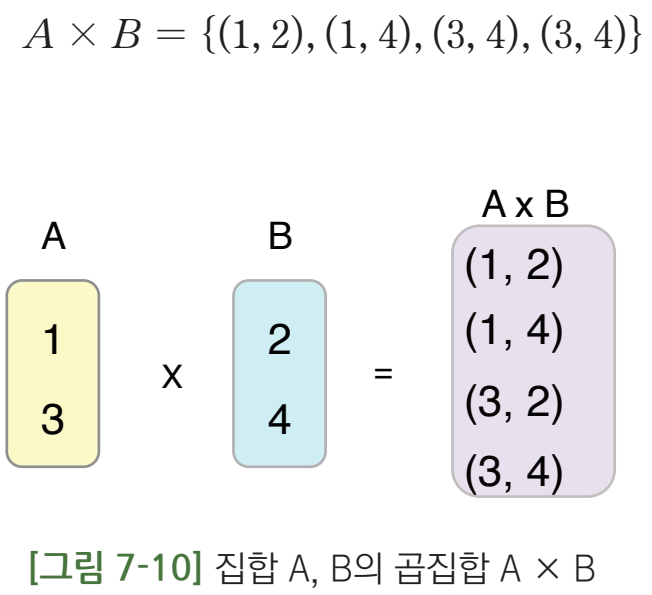 A × B = {(1, 2), (1, 4), (3, 4), (3, 4)}
A x B
A B
(1, 2)
1 2
(1, 4)
x =
(3, 2)
3 4
(3, 4)
[그림 7-10] 집합 A, B의 곱집합 A × B